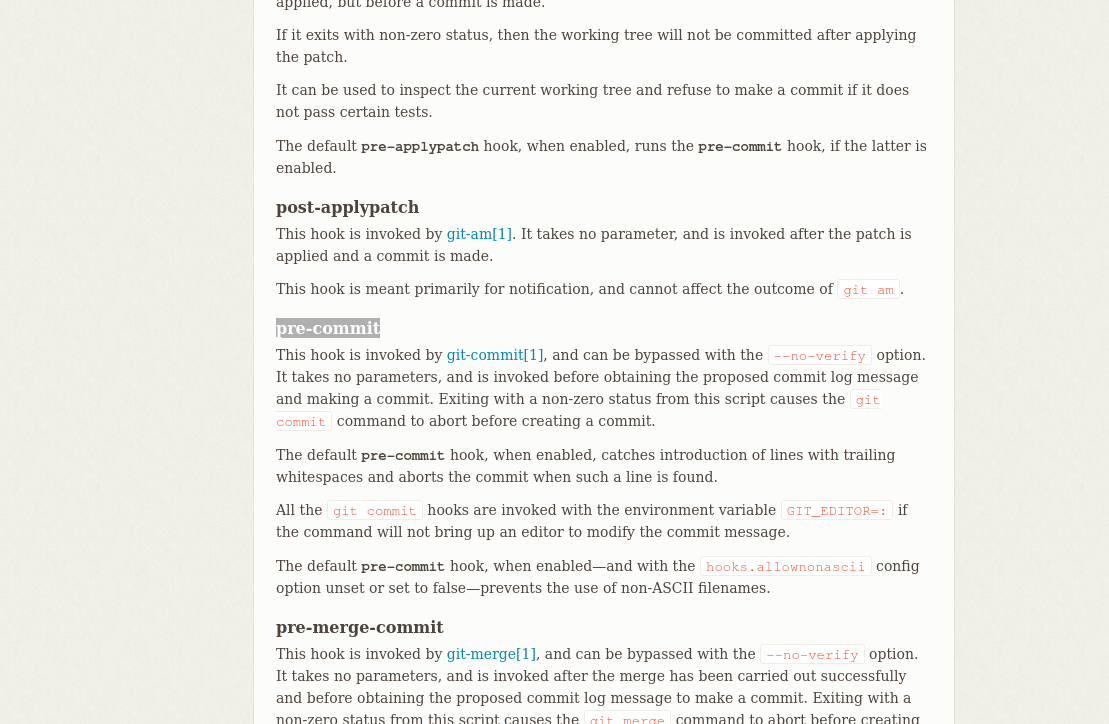 applied, but before a commit is made.
If it exits with non-zero status, then the working tree will not be committed after applying
the patch.
It can be used to inspect the current working tree and refuse to make a commit if it does
not pass certain tests.
The default pre-applypatch hook, when enabled, runs the pre-commit hook, if the latter is
enabled.
post-applypatch
This hook is invoked by git-am[1]. It takes no parameter, and is invoked after the patch is
applied and a commit is made.
This hook is meant primarily for notification, and cannot affect the outcome of git am.
pre-commit
This hook is invoked by git-commit[1], and can be bypassed with the --no-verify option.
It takes no parameters, and is invoked before obtaining the proposed commit log message
and making a commit. Exiting with a non-zero status from this script causes the git
commit command to abort before creating a commit.
The default pre-commit hook, when enabled, catches introduction of lines with trailing
whitespaces and aborts the commit when such a line is found.
All the git commit hooks are invoked with the environment variable GIT_EDITOR=: if
the command will not bring up an editor to modify the commit message.
The default pre-commit hook, when enabled—and with the hooks.allownonascii config
option unset or set to false—prevents the use of non-ASCII filenames.
pre-merge-commit
This hook is invoked by git-merge[1], and can be bypassed with the --no-verify option.
It takes no parameters, and is invoked after the merge has been carried out successfully
and before obtaining the proposed commit log message to make a commit. Exiting with a
non-zero status from this script causes the git merge command to abort before creating